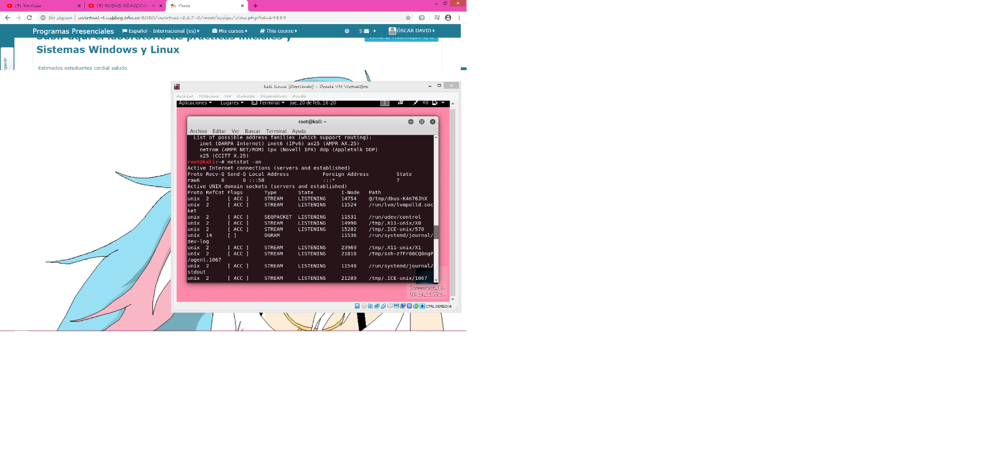 (3) YouTube
(3) RUBIUS REACCIONA
Tarea
No seguro | uvirtual-t.usbbog.edu.co:8080/uvirtual-2.6.7-2/mod/assign/view.php?id=69489
Programas Presenciales
Español - Internacional (es)
Mis cursos
This course
5
ÓSCAR DAVID
Subir aquí el laboratorio de prácticas iniciales y
Sistemas Windows y Linux
Estimados estudiantes cordial saludo.
kali linux [Corriendo] - Oracle VM VirtualBox
Archivo Máquina Ver Entrada Dispositivos Ayuda
Aplicaciones Lugares Terminal jue, 20 de feb, 16:20 1
root@kali: ~
Archivo Editar Ver Buscar Terminal Ayuda
List of possible address families (which support routing):
inet (DARPA Internet) inet6 (IPv6) ax25 (AMPR AX.25)
netrom (AMPR NET/ROM) ipx (Novell IPX) ddp (Appletalk DDP)
x25 (CCITT X.25)
root@kali:~# netstat -an
Active Internet connections (servers and established)
Proto Recv-Q Send-Q Local Address Foreign Address State
raw6 0 0 :::58 :::* 7
Active UNIX domain sockets (servers and established)
Proto RefCnt Flags Type State I-Node Path
unix 2 [ ACC ] STREAM LISTENING 14754 @/tmp/dbus-K4m76JhX
unix 2 [ ACC ] STREAM LISTENING 11524 /run/lvm/lvmpolld.soc
ket
unix 2 [ ACC ] SEQPACKET LISTENING 11531 /run/udev/control
unix 2 [ ACC ] STREAM LISTENING 14990 /tmp/.X11-unix/X0
unix 2 [ ACC ] STREAM LISTENING 15282 /tmp/.ICE-unix/570
unix 14 [ ] DGRAM 11536 /run/systemd/journal/
dev-log
unix 2 [ ACC ] STREAM LISTENING 23969 /tmp/.X11-unix/X1
unix 2 [ ACC ] STREAM LISTENING 21810 /tmp/ssh-z7Fr08CQ0ngP
/agent.1067
unix 2 [ ACC ] STREAM LISTENING 11540 /run/systemd/journal/
stdout
unix 2 [ ACC ] STREAM LISTENING 21289 /tmp/.ICE-unix/1067
Screencast_18-
03-19_11:55:2...
CTRL DERECHA